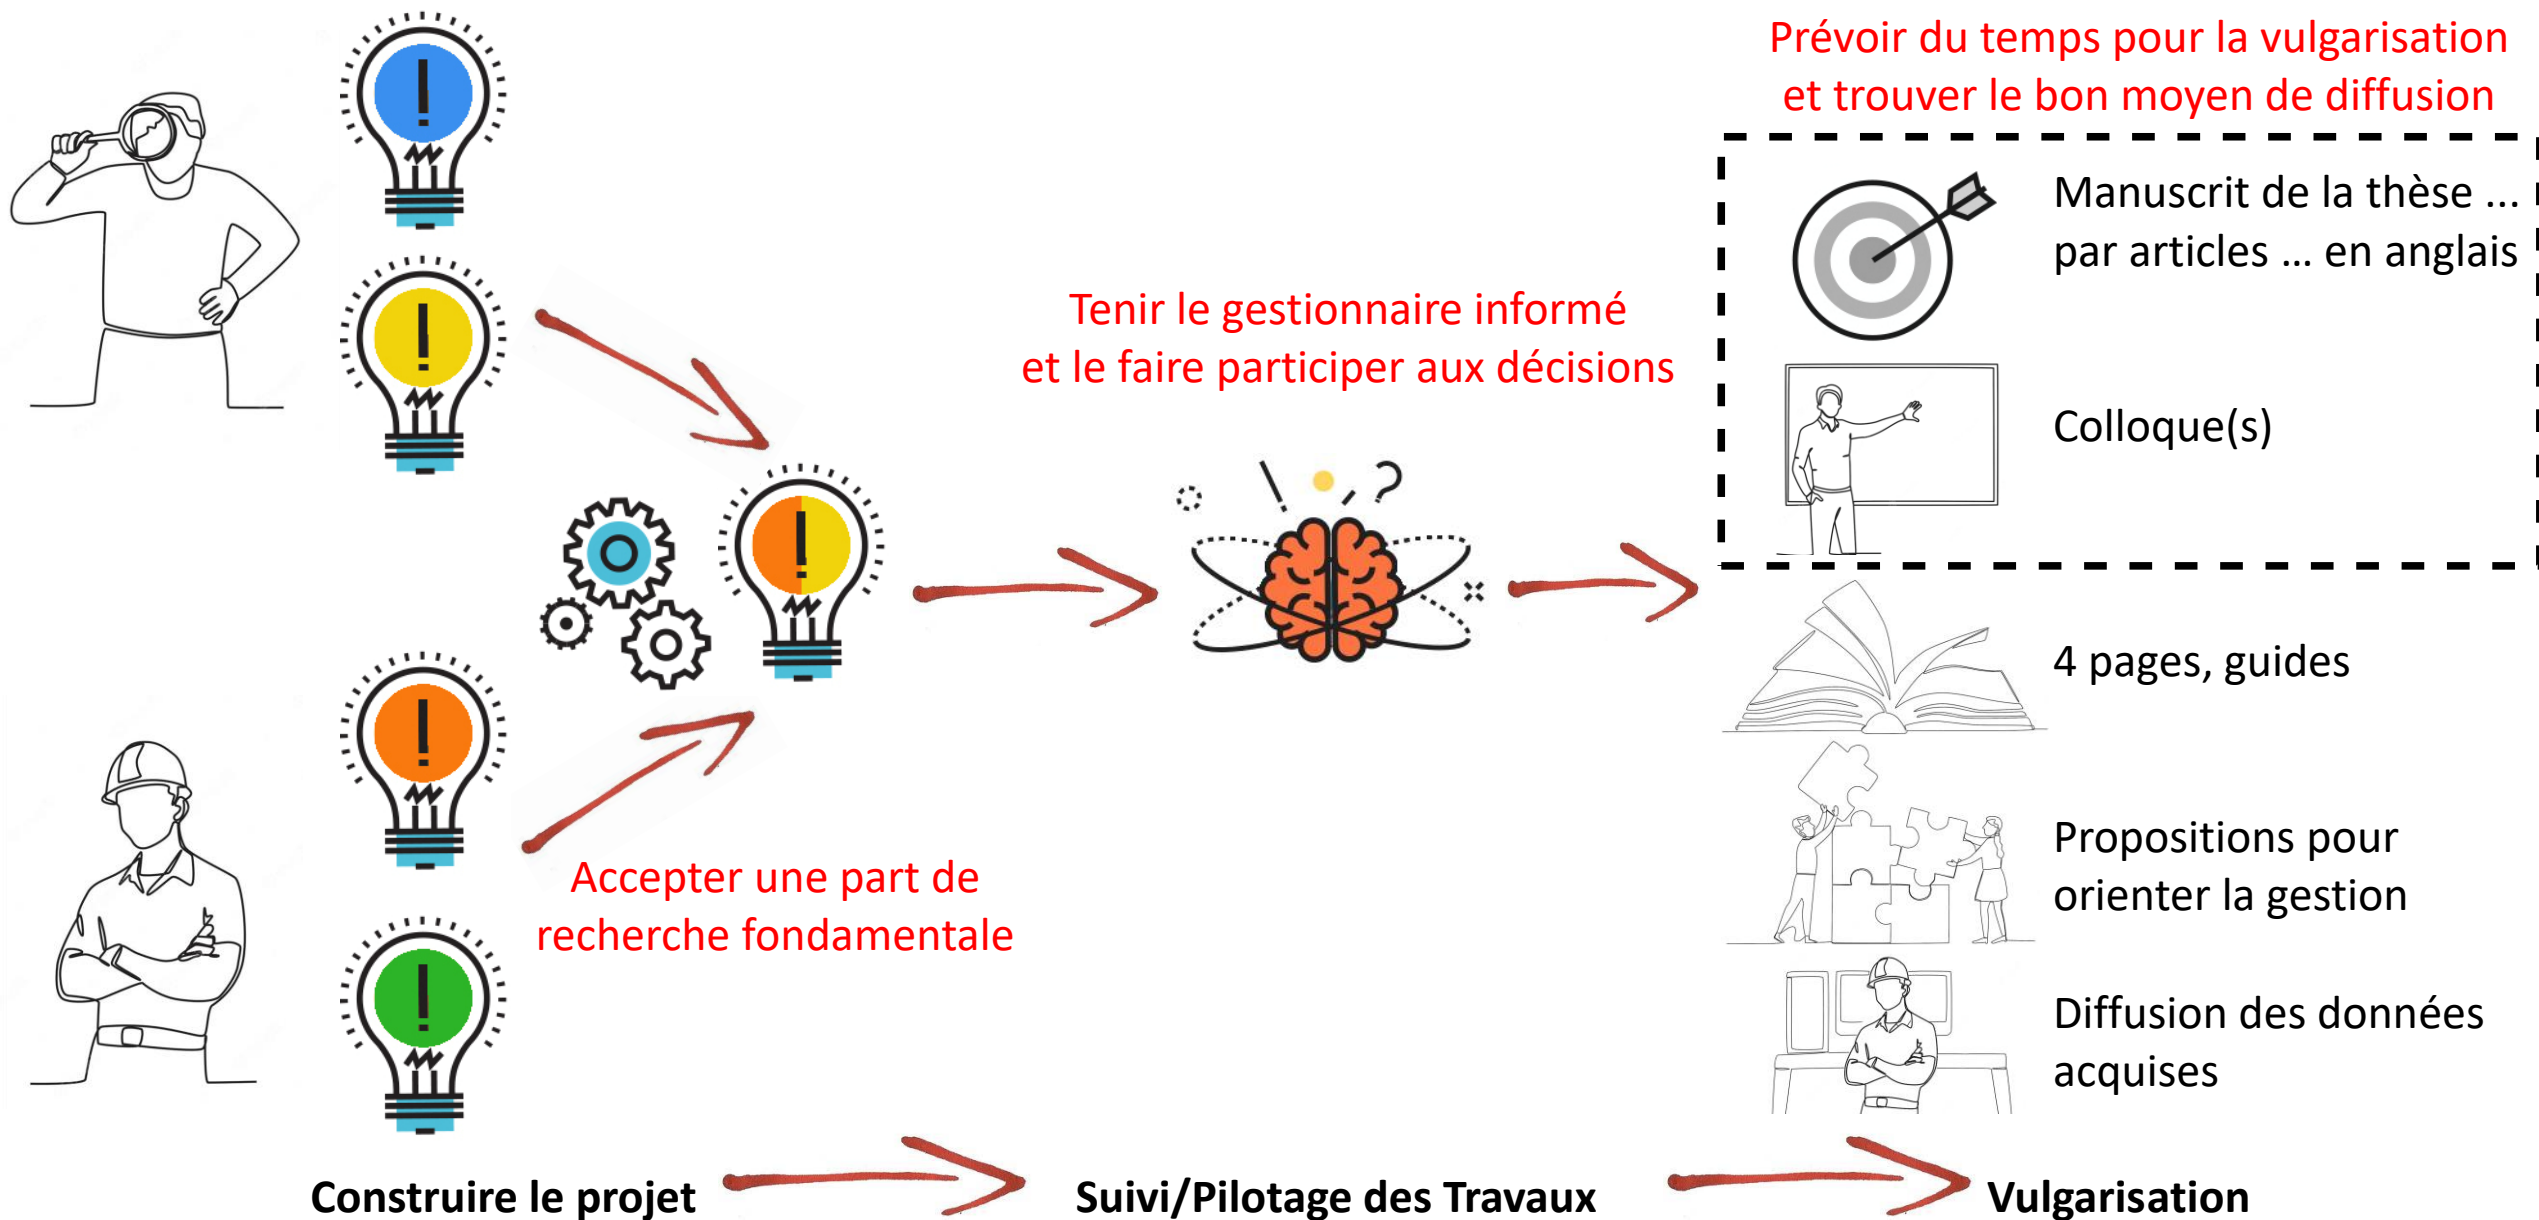 Prévoir du temps pour la vulgarisation
et trouver le bon moyen de diffusion
Manuscrit de la thèse ...
par articles ... en anglais
Tenir le gestionnaire informé
et le faire participer aux décisions
Colloque(s)
4 pages, guides
Accepter une part de
recherche fondamentale
Propositions pour
orienter la gestion
Diffusion des données
acquises
Construire le projet
Suivi/Pilotage des Travaux
Vulgarisation